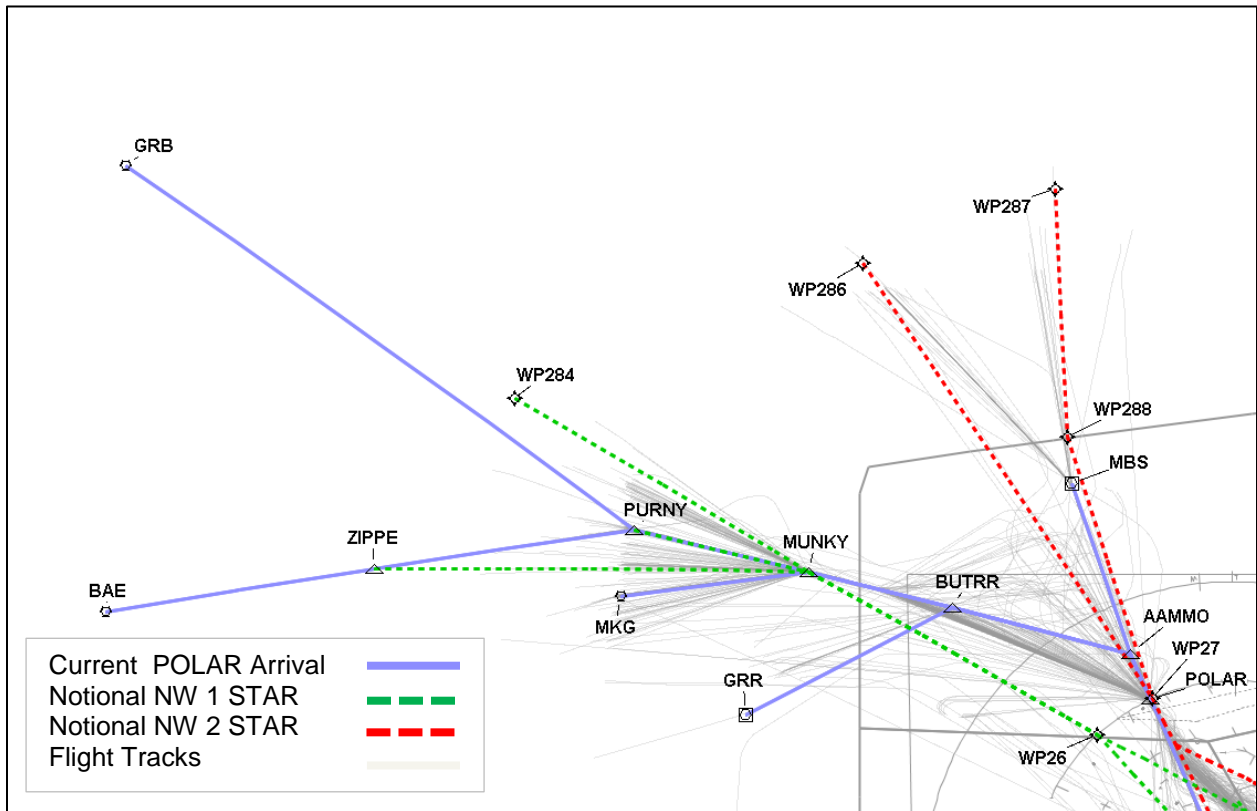 GRB
WP287
WP286
WP284
WP288
MBS
PURNY
ZIPPE
MUNKY
BAE
BUTRR
MKG
AAMMO
WP27
GRR
POLAR
WP26
Current POLAR Arrival
Notional NW 1 STAR
Notional NW 2 STAR
Flight Tracks